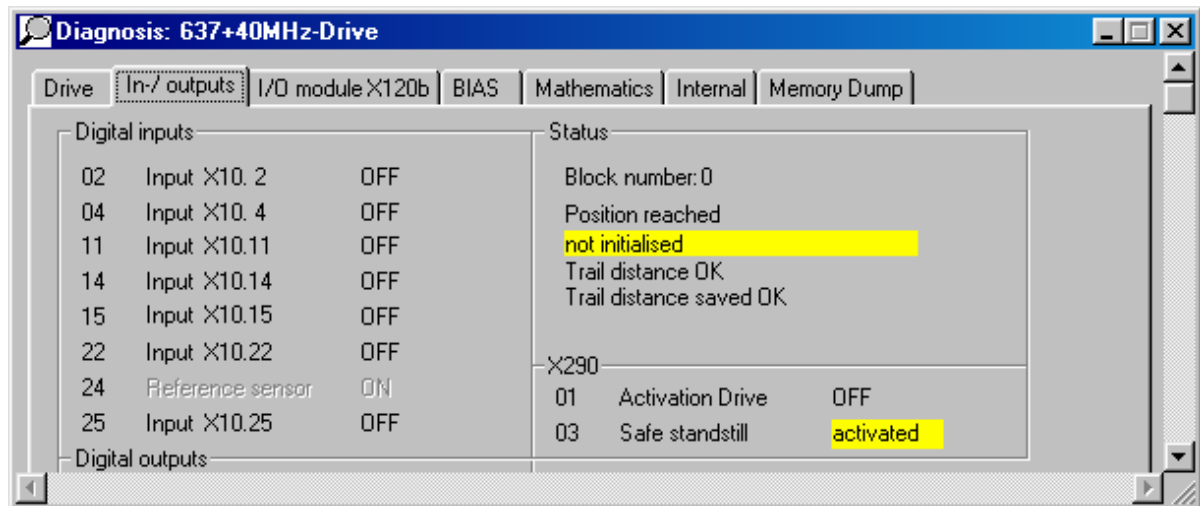 Diagnosis: 637+40MHz-Drive
Drive In-/ outputs I/O module X120b BIAS Mathematics Internal Memory Dump
Digital inputs
02 Input X10. 2 OFF
04 Input X10. 4 OFF
11 Input X10.11 OFF
14 Input X10.14 OFF
15 Input X10.15 OFF
22 Input X10.22 OFF
24 Reference sensor ON
25 Input X10.25 OFF
Digital outputs
Status
Block number: 0
Position reached
not initialised
Trail distance OK
Trail distance saved OK
X290
01 Activation Drive OFF
03 Safe standstill activated